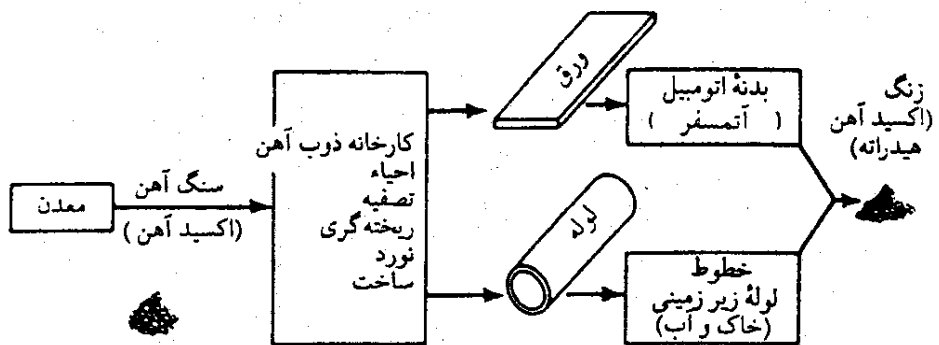 معدن
سنگ آهن
(اکسید آهن)
کارخانه ذوب آهن
احیاء
تصفیه
ریخته‌گری
نورد
ساخت
ورق
لوله
بدنهٔ اتومبیل
(آتمسفر)
خطوط
لولهٔ زیر زمینی
(خاک و آب)
زنگ
(اکسید آهن
هیدراته)